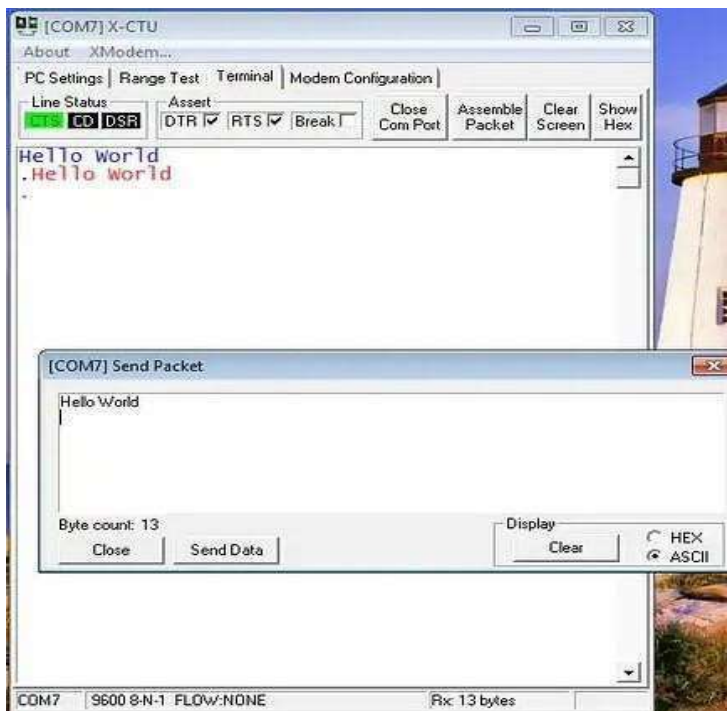 [COM7] X-CTU
About XModem...
PC Settings Range Test Terminal Modem Configuration
Line Status
CTS CD DSR
Assert
DTR RTS Break
Close Com Port
Assemble Packet
Clear Screen
Show Hex
Hello World
.Hello World
.
[COM7] Send Packet
Hello World
Byte count: 13
Close
Send Data
Display
Clear
HEX
ASCII
COM7 9600 8-N-1 FLOW:NONE Rx: 13 bytes